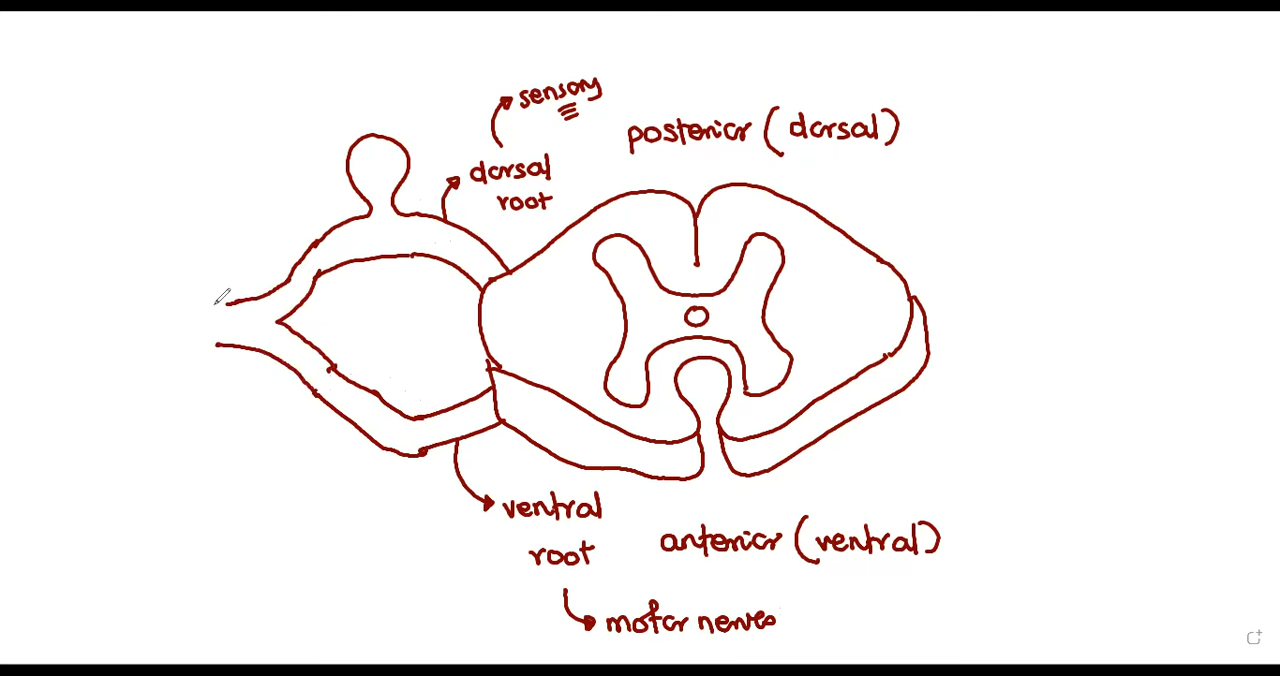 sensory
posterior (dorsal)
dorsal
root
ventral
root
anterior (ventral)
motor nerves